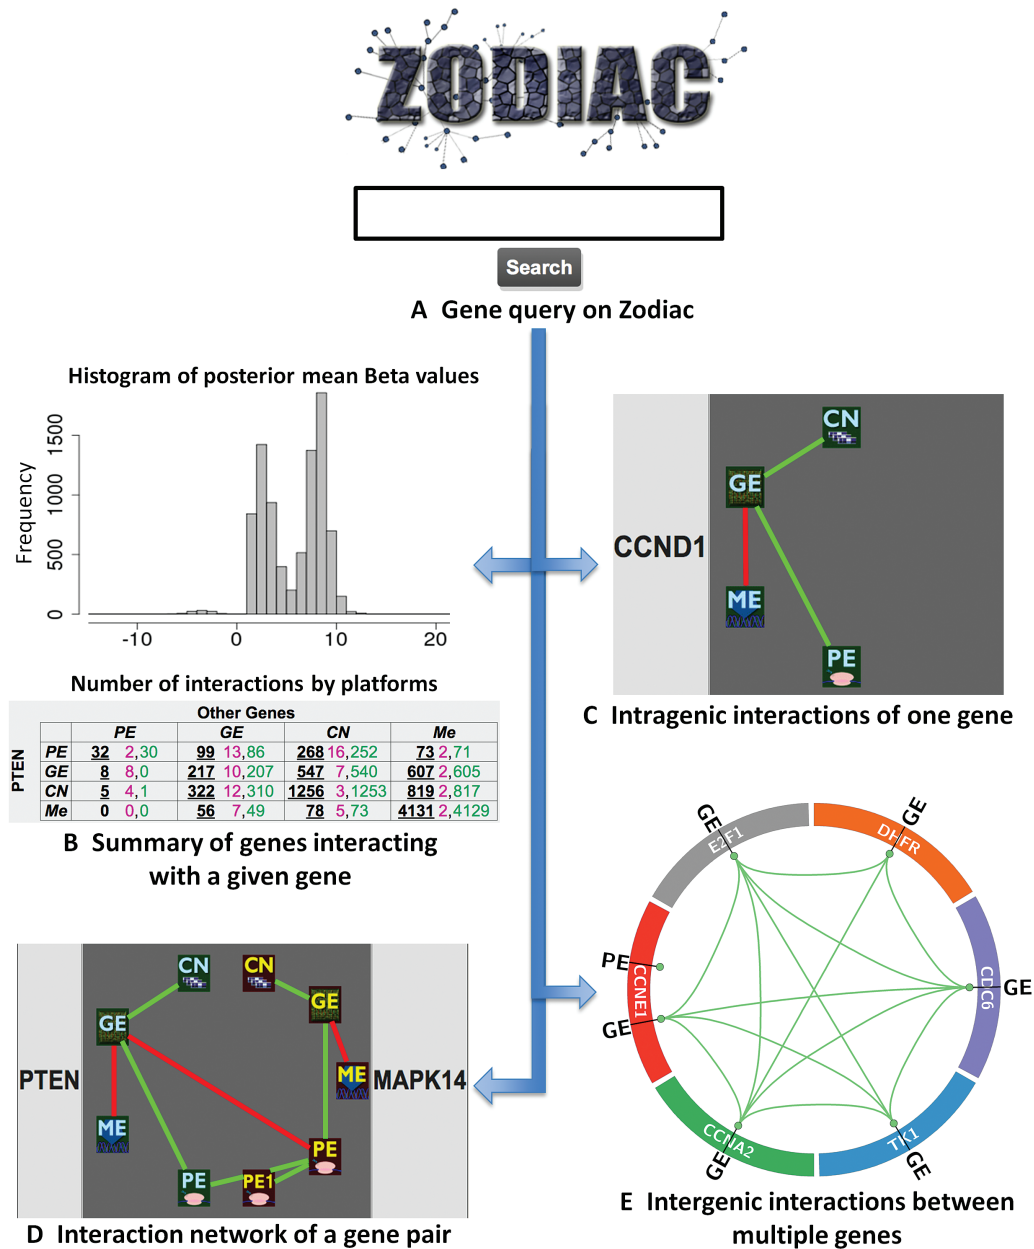 ZODIAC
Search
A Gene query on Zodiac
Histogram of posterior mean Beta values
Frequency
0 500 1000 1500
-10 0 10 20
Number of interactions by platforms
PTEN
Other Genes
PE GE CN Me
PE 32 2,30 99 13,86 268 16,252 73 2,71
GE 8 8,0 217 10,207 547 7,540 607 2,605
CN 5 4,1 322 12,310 1256 3,1253 819 2,817
Me 0 0,0 56 7,49 78 5,73 4131 2,4129
B Summary of genes interacting
with a given gene
CCND1
CN
GE
ME
PE
C Intragenic interactions of one gene
PTEN
CN
GE
ME
PE
CN
GE
ME
PE
PE1
MAPK14
D Interaction network of a gene pair
GE
E2F1
GE
DHFR
GE
CDC6
GE
TK1
GE
CCNA2
PE
GE
CCNE1
E Intergenic interactions between
multiple genes